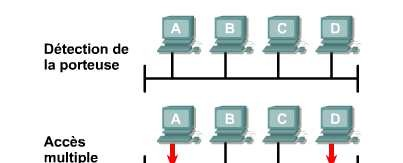 A B C D
Détection de
la porteuse
A B C D
Accès
multiple